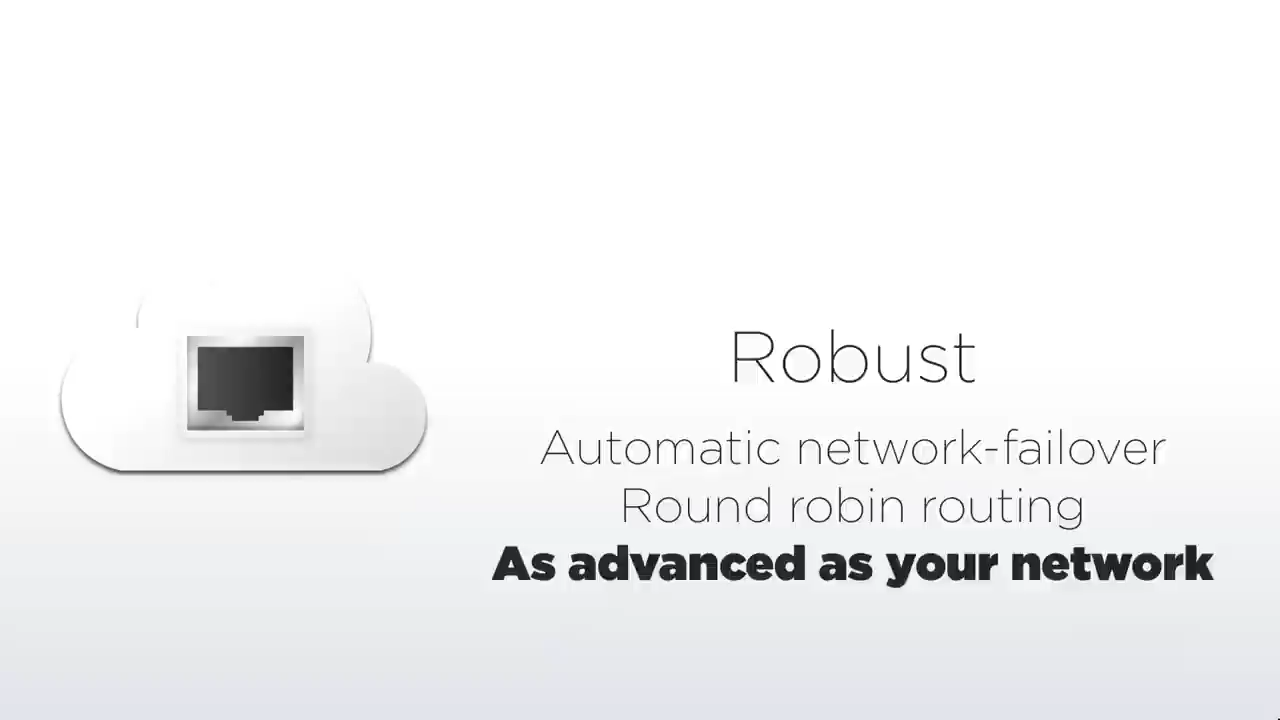 Robust
Automatic network-failover
Round robin routing
As advanced as your network